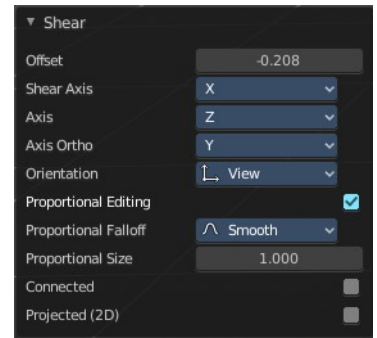 Shear
Offset -0.208
Shear Axis X
Axis Z
Axis Ortho Y
Orientation View
Proportional Editing
Proportional Falloff Smooth
Proportional Size 1.000
Connected
Projected (2D)